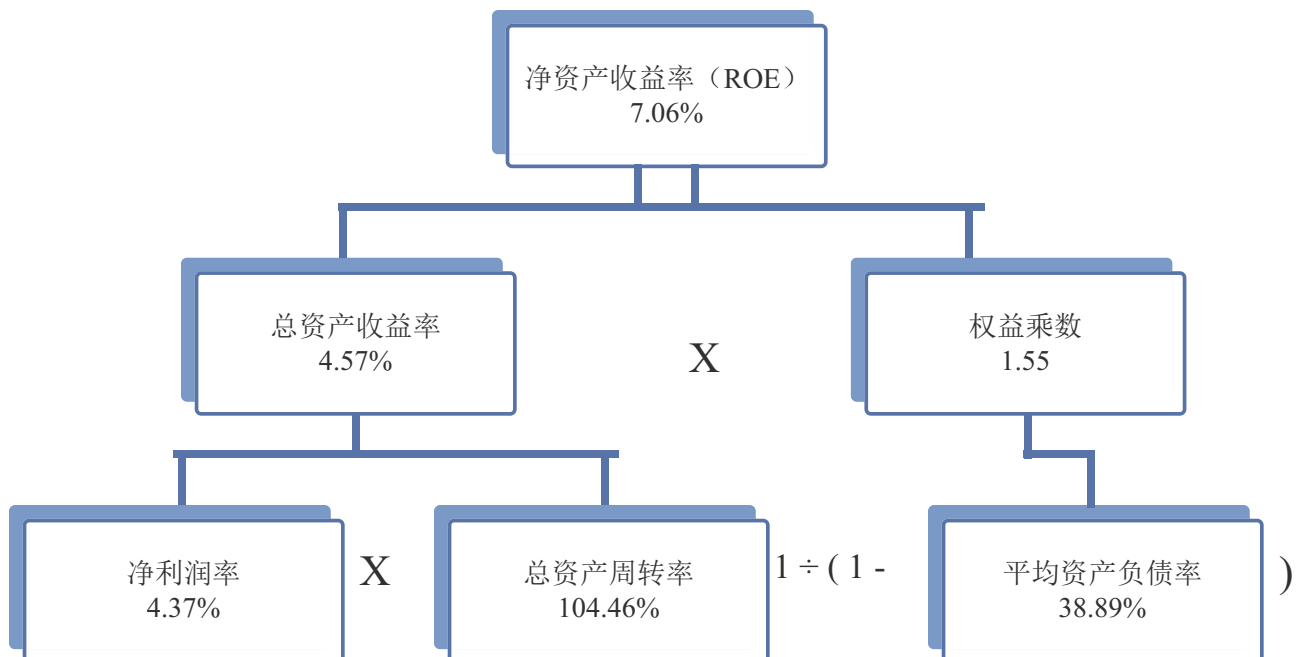 净资产收益率（ROE）
7.06%
总资产收益率
4.57%
X
权益乘数
1.55
净利润率
4.37%
X
总资产周转率
104.46%
1 ÷ ( 1 -
平均资产负债率
38.89%
)